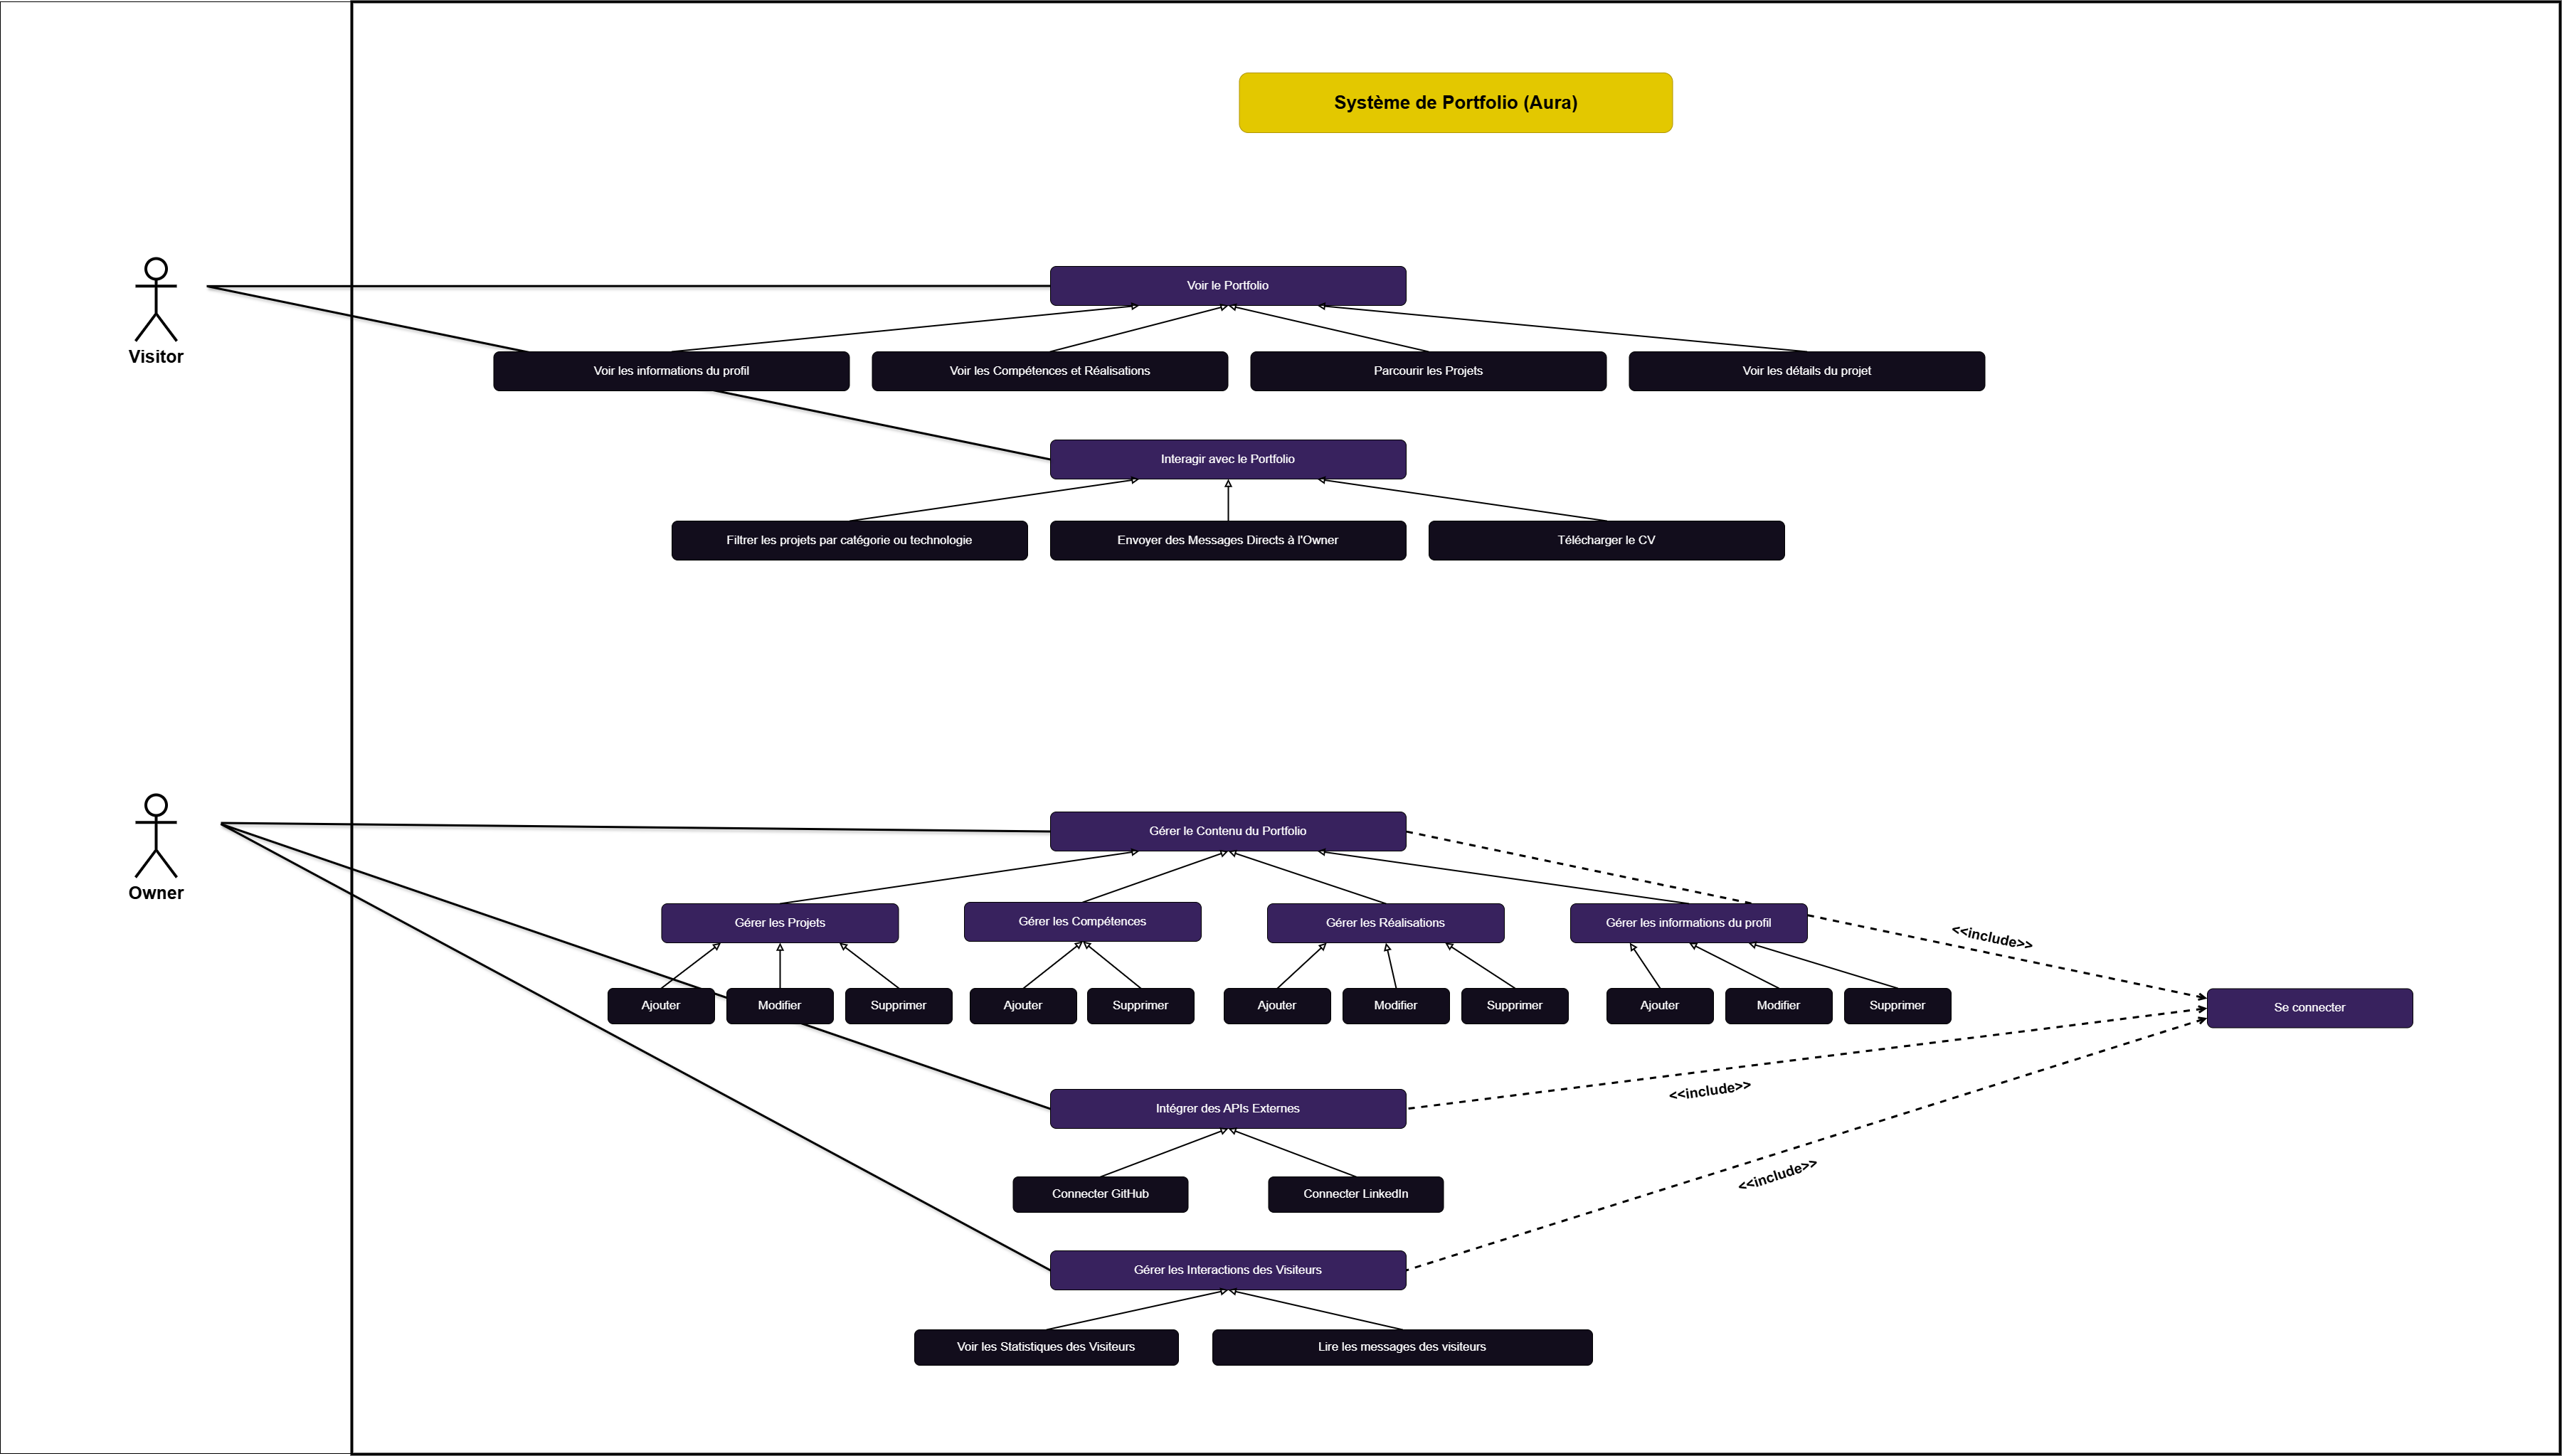 Système de Portfolio (Aura)
Visitor
Voir le Portfolio
Voir les informations du profil
Voir les Compétences et Réalisations
Parcourir les Projets
Voir les détails du projet
Interagir avec le Portfolio
Filtrer les projets par catégorie ou technologie
Envoyer des Messages Directs à l'Owner
Télécharger le CV
Owner
Gérer le Contenu du Portfolio
Gérer les Projets
Gérer les Compétences
Gérer les Réalisations
Gérer les informations du profil
<<include>>
Ajouter
Modifier
Supprimer
Ajouter
Supprimer
Ajouter
Modifier
Supprimer
Ajouter
Modifier
Supprimer
Se connecter
<<include>>
Intégrer des APIs Externes
<<include>>
Connecter GitHub
Connecter LinkedIn
Gérer les Interactions des Visiteurs
Voir les Statistiques des Visiteurs
Lire les messages des visiteurs